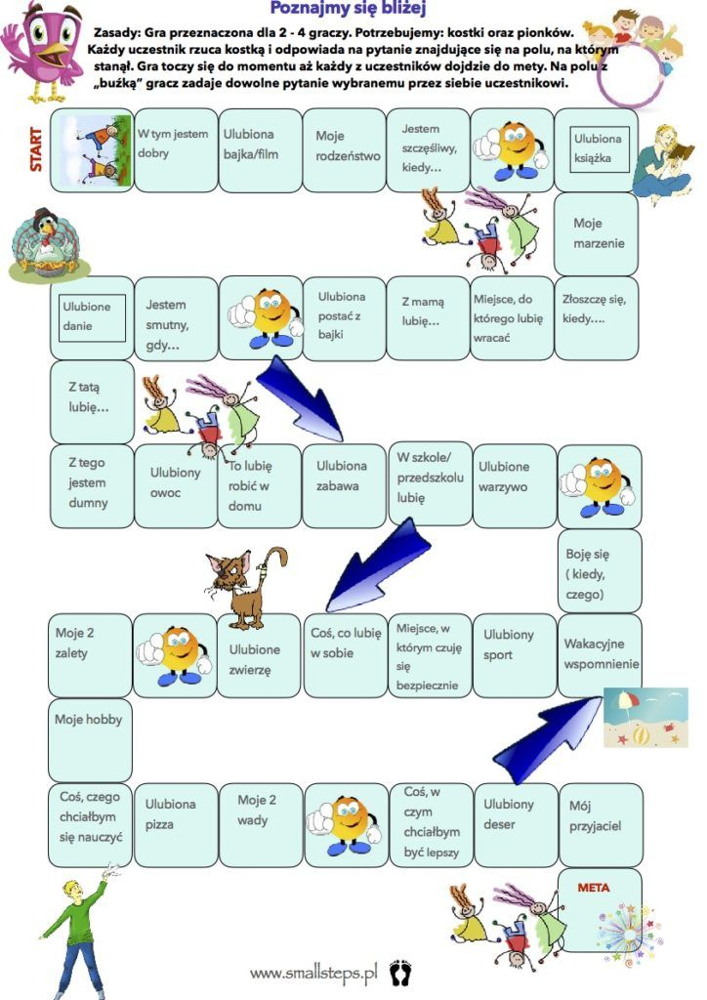 Poznajmy się bliżej
Zasady: Gra przeznaczona dla 2 - 4 graczy. Potrzebujemy: kostki oraz pionków.
Każdy uczestnik rzuca kostką i odpowiada na pytanie znajdujące się na polu, na którym
stanął. Gra toczy się do momentu aż każdy z uczestników dojdzie do mety. Na polu z
„buźką” gracz zadaje dowolne pytanie wybranemu przez siebie uczestnikowi.
START
W tym jestem
dobry
Ulubiona
bajka/film
Moje
rodzeństwo
Jestem
szczęśliwy,
kiedy…
Ulubiona
książka
Moje
marzenie
Ulubione
danie
Jestem
smutny,
gdy…
Ulubiona
postać z
bajki
Z mamą
lubię…
Miejsce, do
którego lubię
wracać
Złoszczę się,
kiedy….
Z tatą
lubię…
Z tego
jestem
dumny
Ulubiony
owoc
To lubię
robić w
domu
Ulubiona
zabawa
W szkole/
przedszkolu
lubię
Ulubione
warzywo
Boję się
( kiedy,
czego)
Moje 2
zalety
Ulubione
zwierzę
Coś, co lubię
w sobie
Miejsce, w
którym czuję
się
bezpiecznie
Ulubiony
sport
Wakacyjne
wspomnienie
Moje hobby
Coś, czego
chciałbym
się nauczyć
Ulubiona
pizza
Moje 2
wady
Coś, w
czym
chciałbym
być lepszy
Ulubiony
deser
Mój
przyjaciel
META
www.smallsteps.pl